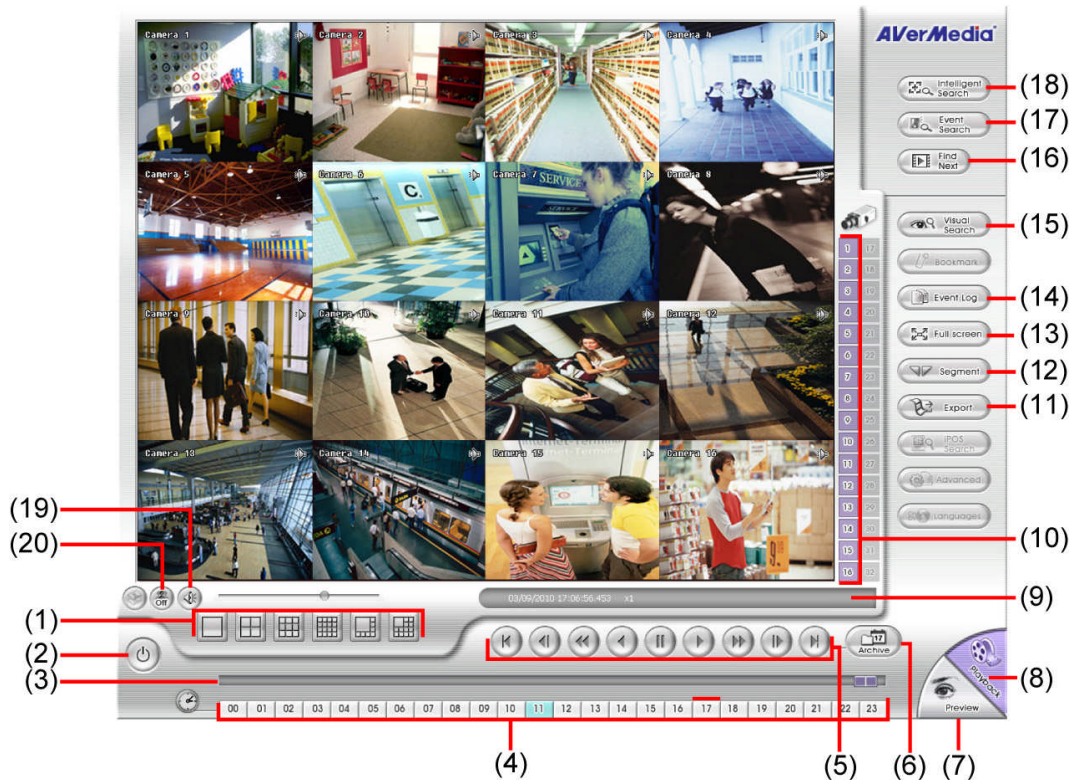 AVerMedia
Camera 1
Camera 2
Camera 3
Camera 4
Camera 5
Camera 6
Camera 7
Camera 8
Camera 9
Camera 10
Camera 11
Camera 12
Camera 13
Camera 14
Camera 15
Camera 16
C.
SERVICE
Internet-Terminal
Intelligent Search
(18)
Event Search
(17)
Find Next
(16)
Visual Search
(15)
Bookmark
Event Log
(14)
Full screen
(13)
Segment
(12)
Export
(11)
iPOS Search
Advanced
Languages
1 17
2 18
3 19
4 20
5 21
6 22
7 23
8 24
9 25
10 26
11 27
12 28
13 29
14 30
15 31
16 32
(10)
(19)
(20)
Off
03/09/2010 17:06:56.453 x1
(9)
(1)
(2)
17
Archive
(3)
Playback
(8)
Preview
00 01 02 03 04 05 06 07 08 09 10 11 12 13 14 15 16 17 18 19 20 21 22 23
(4)
(5)
(6)
(7)